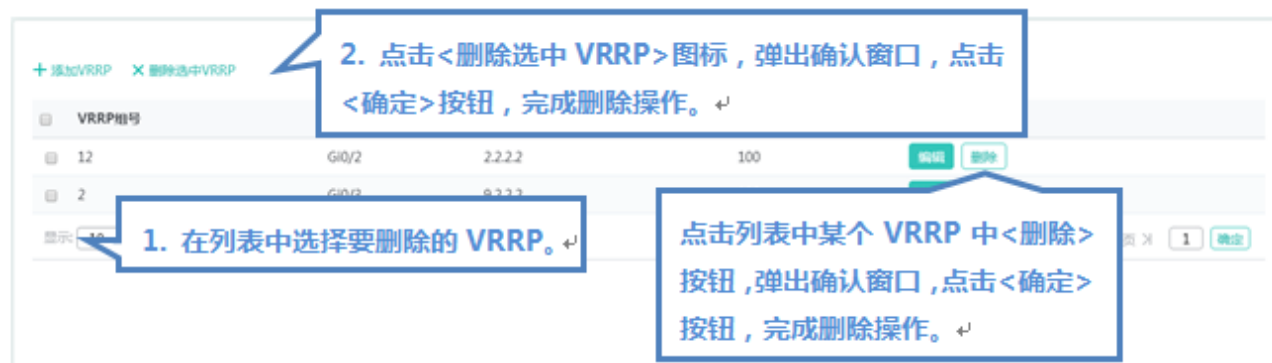 2. 点击<删除选中 VRRP>图标，弹出确认窗口，点击
<确定>按钮，完成删除操作。
+ 添加VRRP × 删除选中VRRP
VRRP组号
12 Gi0/2 2.2.2.2 100 编辑 删除
2 Gi0/3
1. 在列表中选择要删除的 VRRP。
显示: 10
点击列表中某个 VRRP 中<删除>
按钮，弹出确认窗口，点击<确定>
按钮，完成删除操作。
页 1 确定